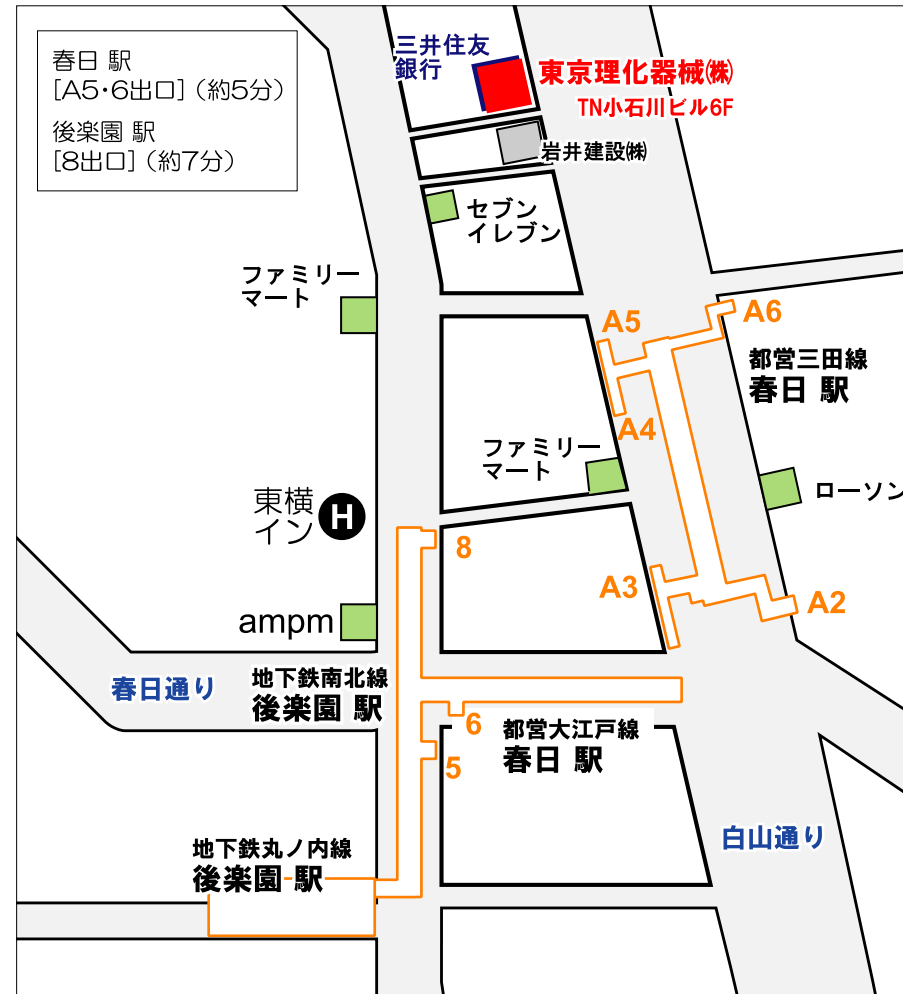 春日 駅
[A5・6出口]（約5分）
後楽園 駅
[8出口]（約7分）
三井住友
銀行
東京理化器械㈱
TN小石川ビル6F
岩井建設㈱
セブン
イレブン
ファミリー
マート
A5
A6
都営三田線
春日 駅
A4
ファミリー
マート
ローソン
東横
イン
H
8
A3
A2
ampm
春日通り
地下鉄南北線
後楽園 駅
6
都営大江戸線
春日 駅
5
白山通り
地下鉄丸ノ内線
後楽園 駅